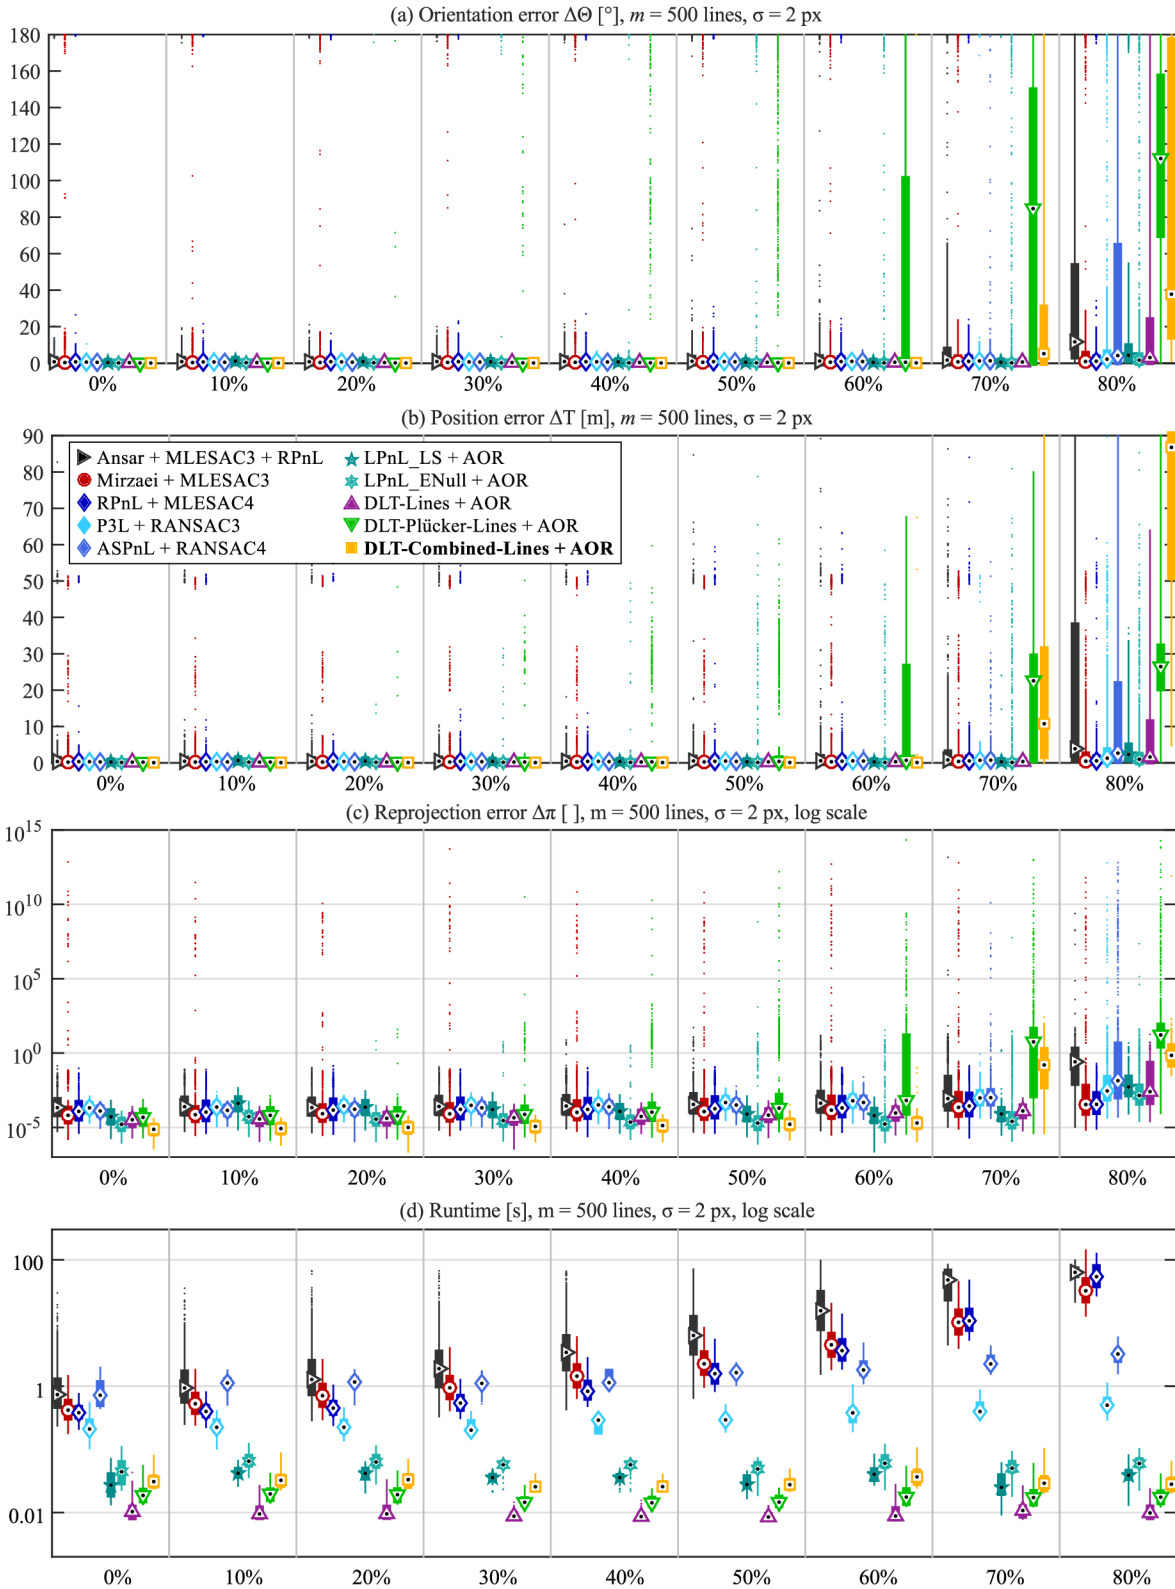 (a) Orientation error ΔΘ [°], m = 500 lines, σ = 2 px
180
160
140
120
100
80
60
40
20
0
0% 10% 20% 30% 40% 50% 60% 70% 80%
(b) Position error ΔT [m], m = 500 lines, σ = 2 px
90
80
70
60
50
40
30
20
10
0
Ansar + MLESAC3 + RPnL
Mirzaei + MLESAC3
RPnL + MLESAC4
P3L + RANSAC3
ASPnL + RANSAC4
LPnL_LS + AOR
LPnL_ENull + AOR
DLT-Lines + AOR
DLT-Plücker-Lines + AOR
DLT-Combined-Lines + AOR
0% 10% 20% 30% 40% 50% 60% 70% 80%
(c) Reprojection error Δπ [ ], m = 500 lines, σ = 2 px, log scale
10^15
10^10
10^5
10^0
10^-5
0% 10% 20% 30% 40% 50% 60% 70% 80%
(d) Runtime [s], m = 500 lines, σ = 2 px, log scale
100
1
0.01
0% 10% 20% 30% 40% 50% 60% 70% 80%